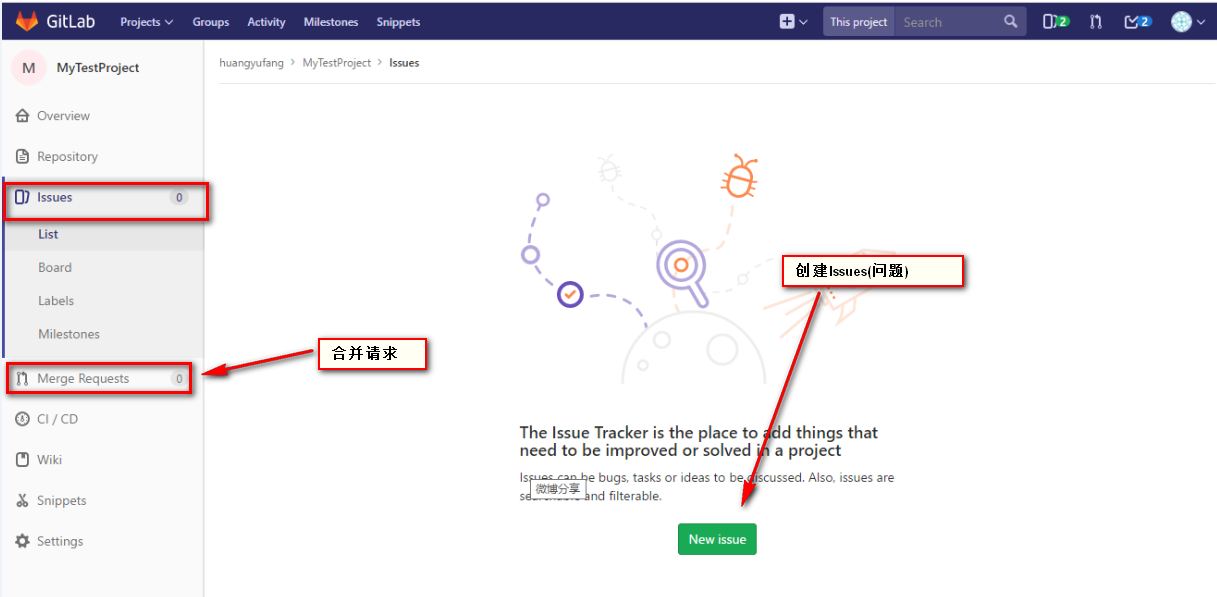 GitLab Projects Groups Activity Milestones Snippets This project Search 2 2
M MyTestProject
huangyufang > MyTestProject > Issues
Overview
Repository
Issues 0
List
Board
Labels
Milestones
Merge Requests 0
CI / CD
Wiki
Snippets
Settings
创建Issues(问题)
合并请求
The Issue Tracker is the place to add things that
need to be improved or solved in a project
Issues can be bugs, tasks or ideas to be discussed. Also, issues are
searchable and filterable.
微博分享
New issue